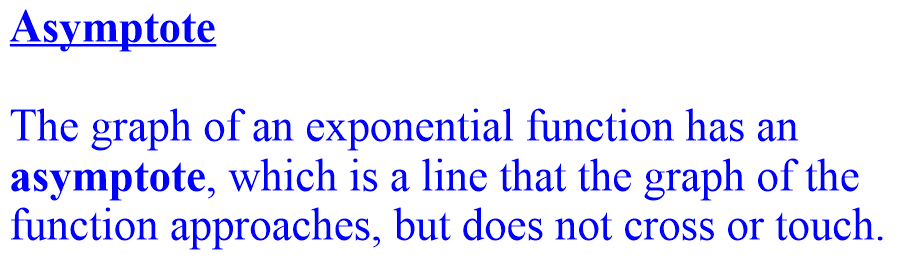 Asymptote
The graph of an exponential function has an
asymptote, which is a line that the graph of the
function approaches, but does not cross or touch.